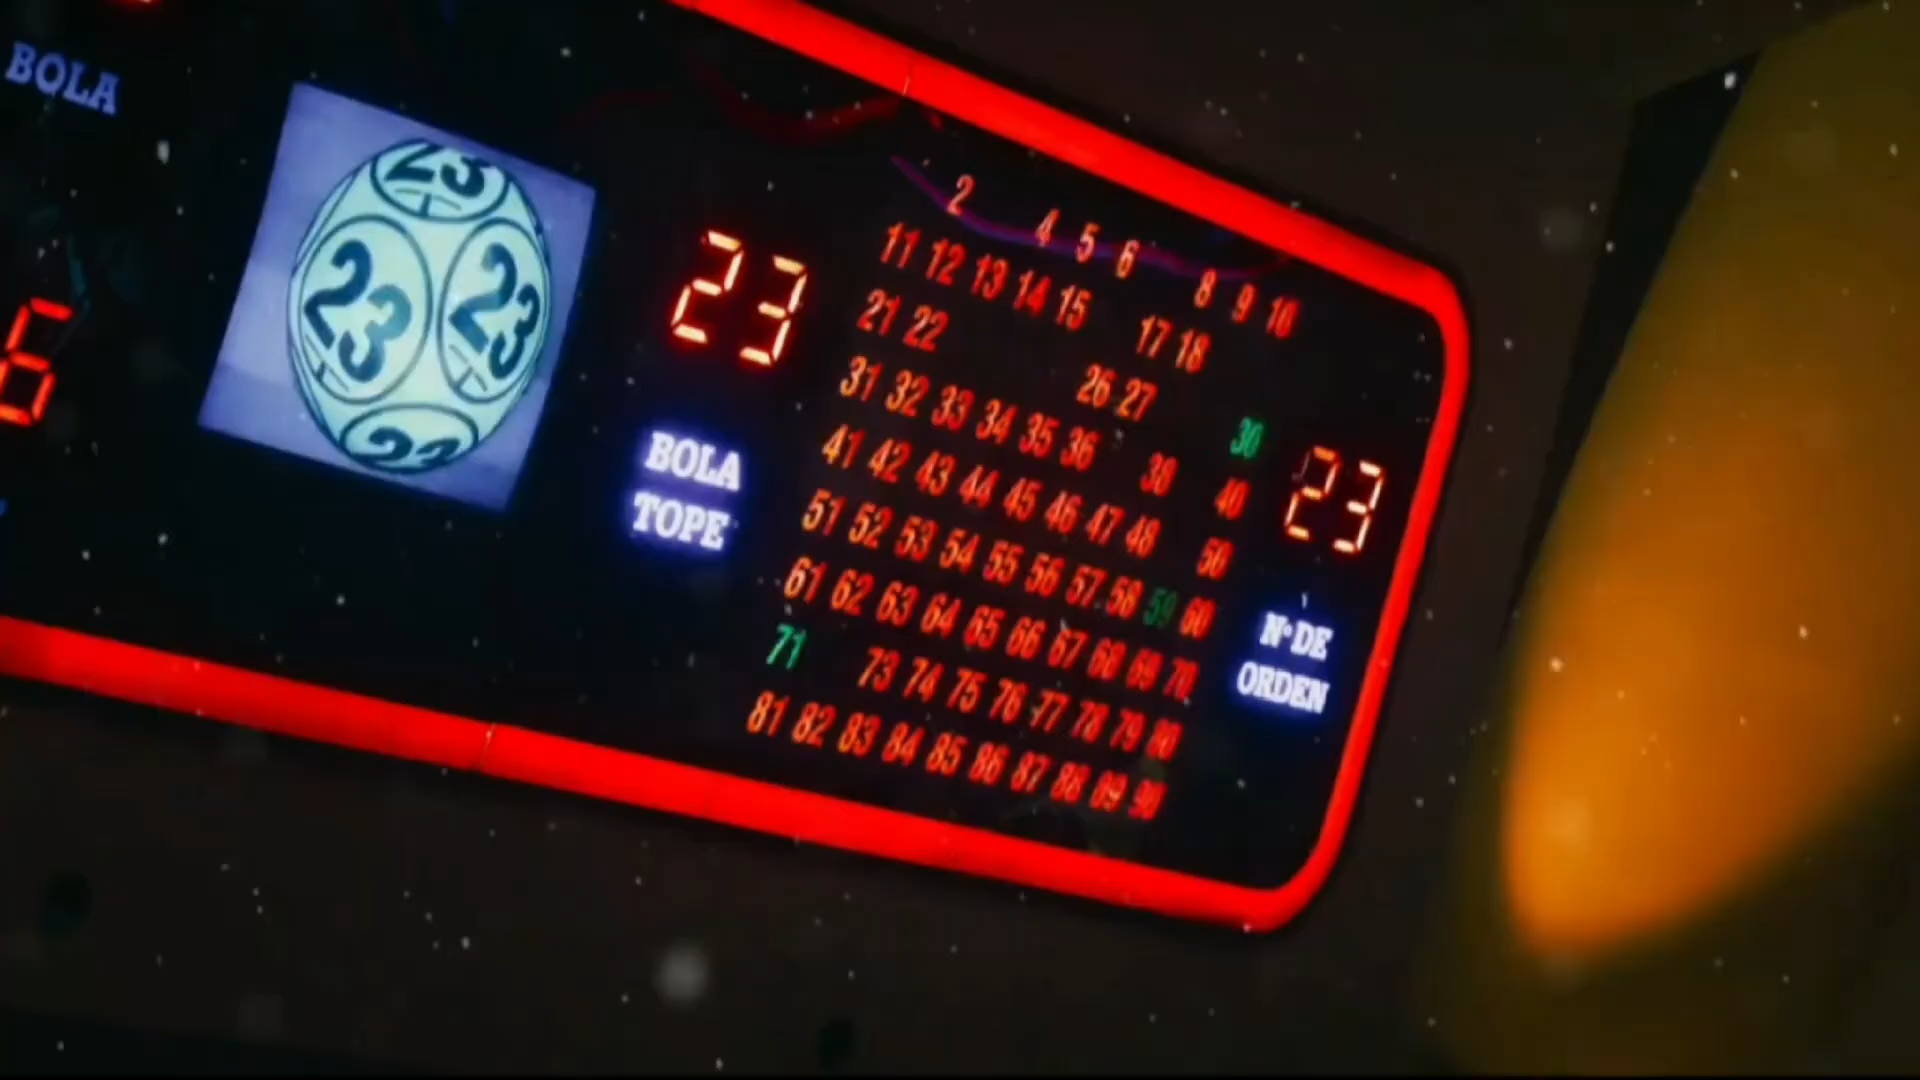 BOLA
23
23 23
23
6
23
BOLA
TOPE
2 4 5 6 8 9 10
11 12 13 14 15 17 18
21 22 26 27 30
31 32 33 34 35 36 38 40
41 42 43 44 45 46 47 48 50
51 52 53 54 55 56 57 58 59 60
61 62 63 64 65 66 67 68 69 70
71 73 74 75 76 77 78 79 80
81 82 83 84 85 86 87 88 89 90
23
Nº DE
ORDEN